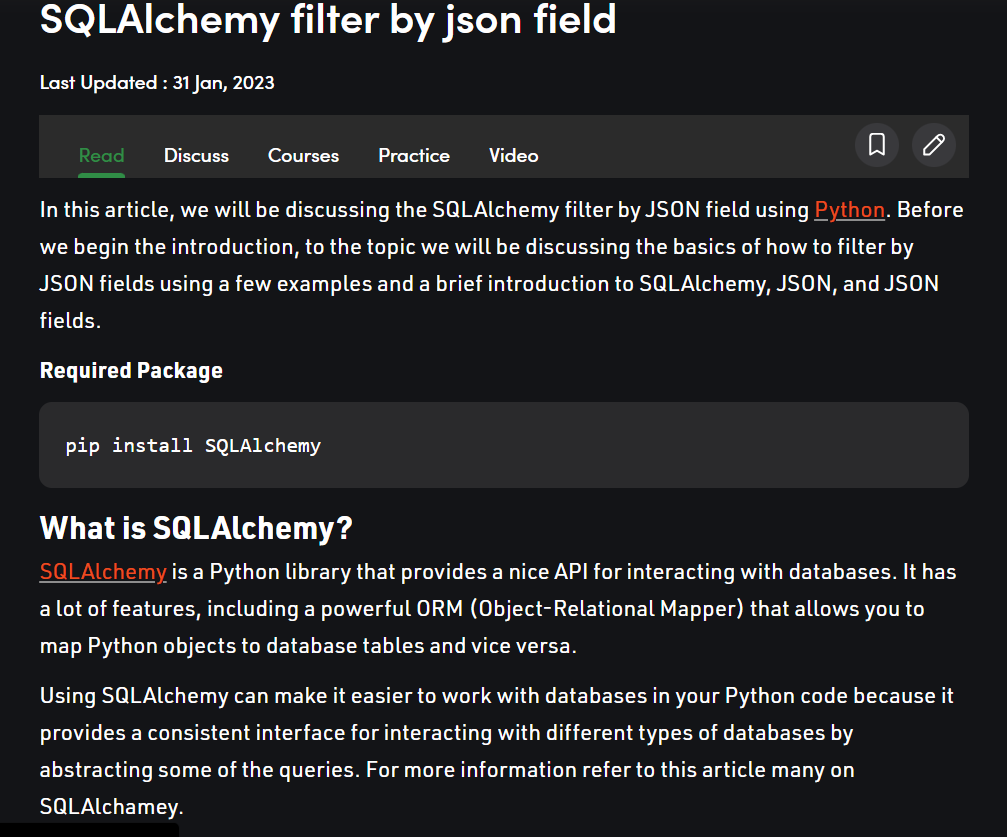 SQLAlchemy filter by json field
Last Updated : 31 Jan, 2023
Read Discuss Courses Practice Video
In this article, we will be discussing the SQLAlchemy filter by JSON field using Python. Before
we begin the introduction, to the topic we will be discussing the basics of how to filter by
JSON fields using a few examples and a brief introduction to SQLAlchemy, JSON, and JSON
fields.
Required Package
pip install SQLAlchemy
What is SQLAlchemy?
SQLAlchemy is a Python library that provides a nice API for interacting with databases. It has
a lot of features, including a powerful ORM (Object-Relational Mapper) that allows you to
map Python objects to database tables and vice versa.
Using SQLAlchemy can make it easier to work with databases in your Python code because it
provides a consistent interface for interacting with different types of databases by
abstracting some of the queries. For more information refer to this article many on
SQLAlchamey.